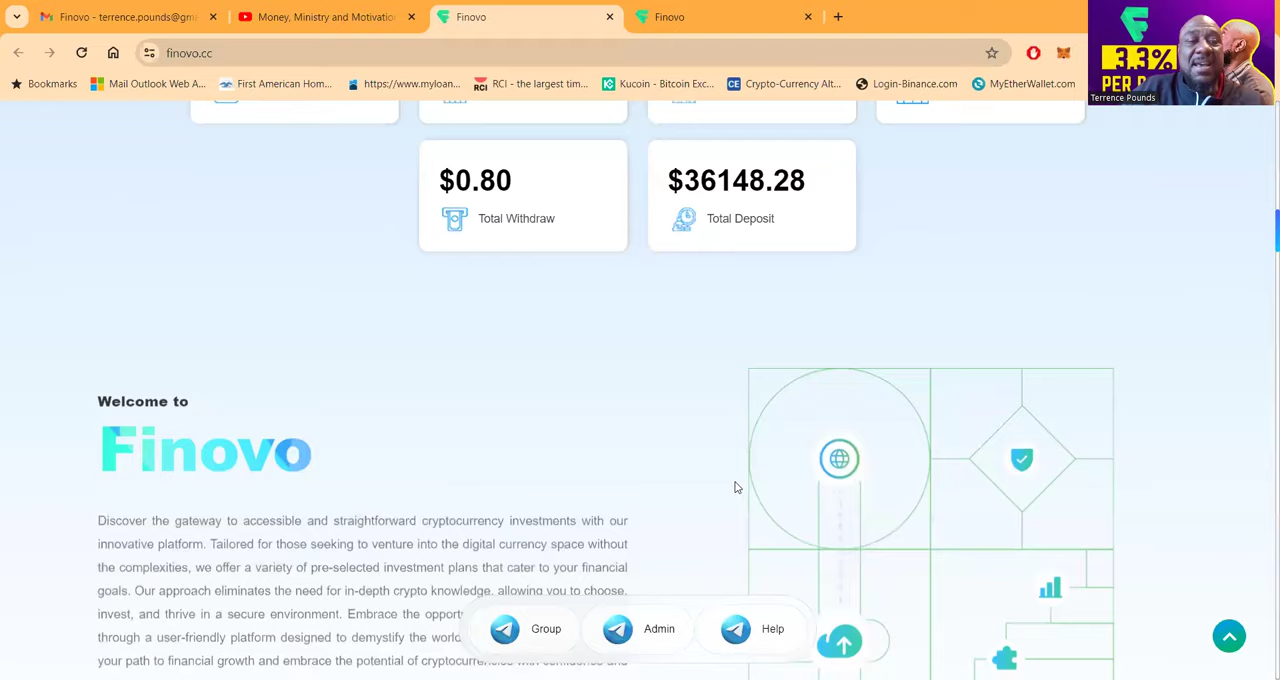 Finovo - terrence.pounds@gm
Money, Ministry and Motivatio
Finovo
Finovo
finovo.cc
Bookmarks
Mail Outlook Web A...
First American Hom...
https://www.myloan...
RCI
RCI - the largest tim...
Kucoin - Bitcoin Exc...
CE
Crypto-Currency Alt...
Login-Binance.com
MyEtherWallet.com
3.3%
PER
Terrence Pounds
$0.80
Total Withdraw
$36148.28
Total Deposit
Welcome to
Finovo
Discover the gateway to accessible and straightforward cryptocurrency investments with our
innovative platform. Tailored for those seeking to venture into the digital currency space without
the complexities, we offer a variety of pre-selected investment plans that cater to your financial
goals. Our approach eliminates the need for in-depth crypto knowledge, allowing you to choose,
invest, and thrive in a secure environment. Embrace the
through a user-friendly platform designed to demystify the
your path to financial growth and embrace the potential of cryptocurrencies with confidence and
Group
Admin
Help